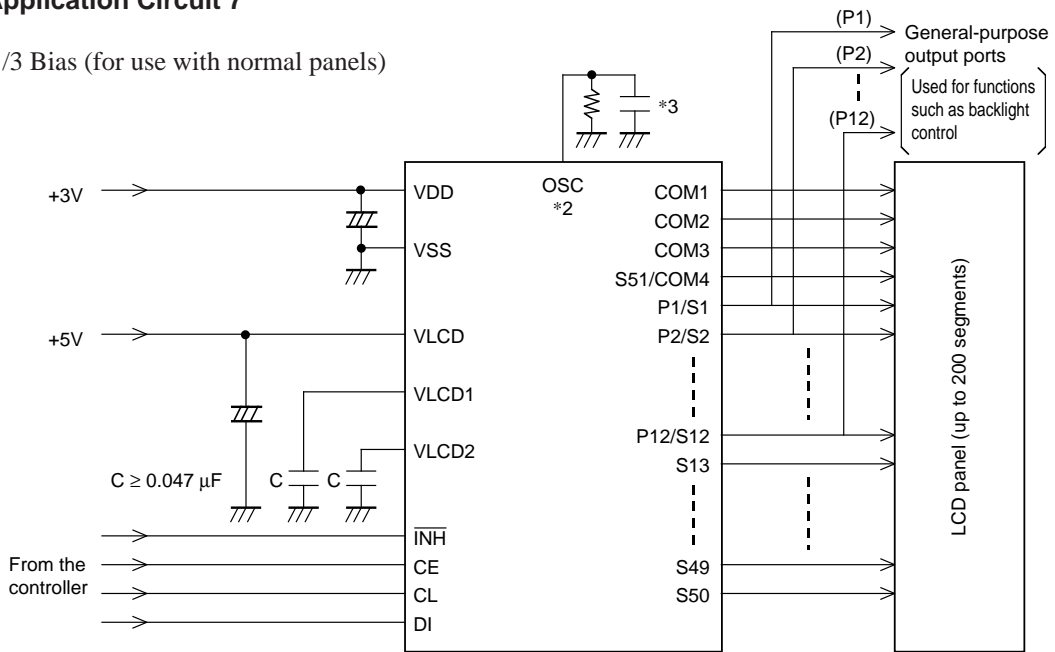 Application Circuit 7
/3 Bias (for use with normal panels)
(P1)
General-purpose
output ports
(P2)
Used for functions
such as backlight
control
(P12)
*3
+3V
VDD
OSC
*2
COM1
COM2
VSS
COM3
S51/COM4
P1/S1
+5V
VLCD
P2/S2
VLCD1
P12/S12
VLCD2
S13
C ≥ 0.047 μF
C
C
LCD panel (up to 200 segments)
INH
From the
controller
CE
S49
CL
S50
DI